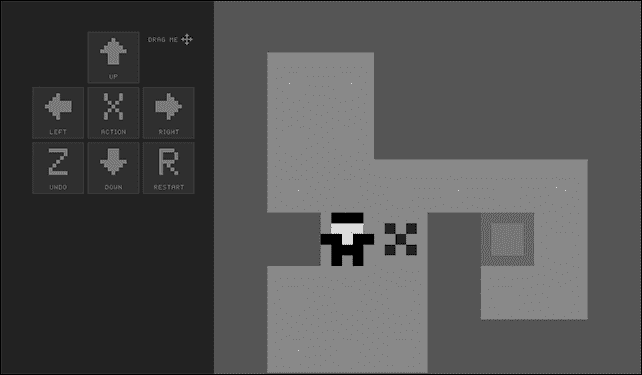 DRAG ME
UP
X
LEFT ACTION RIGHT
Z R
UNDO DOWN RESTART